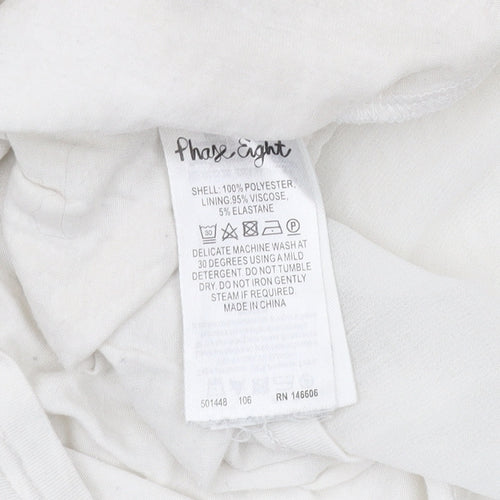 Phase Eight
SHELL: 100% POLYESTER,
LINING:95% VISCOSE,
5% ELASTANE
30
P
DELICATE MACHINE WASH AT
30 DEGREES USING A MILD
DETERGENT. DO NOT TUMBLE
DRY. DO NOT IRON GENTLY
STEAM IF REQUIRED.
MADE IN CHINA
501448 106 RN 146606